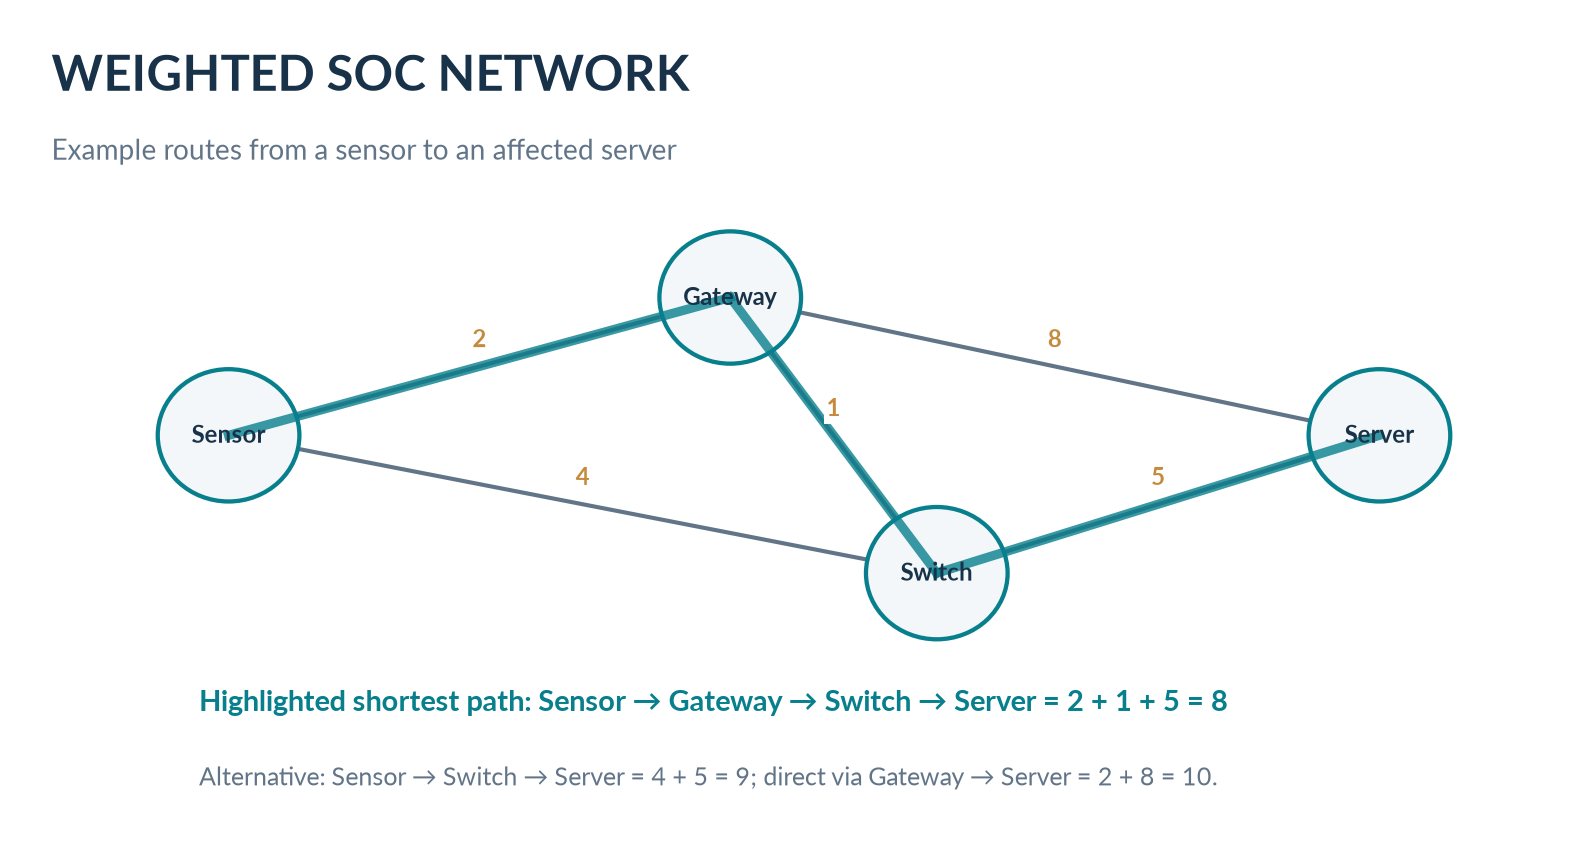 WEIGHTED SOC NETWORK
Example routes from a sensor to an affected server
Gateway
2
8
1
Sensor
Server
4
5
Switch
Highlighted shortest path: Sensor → Gateway → Switch → Server = 2 + 1 + 5 = 8
Alternative: Sensor → Switch → Server = 4 + 5 = 9; direct via Gateway → Server = 2 + 8 = 10.